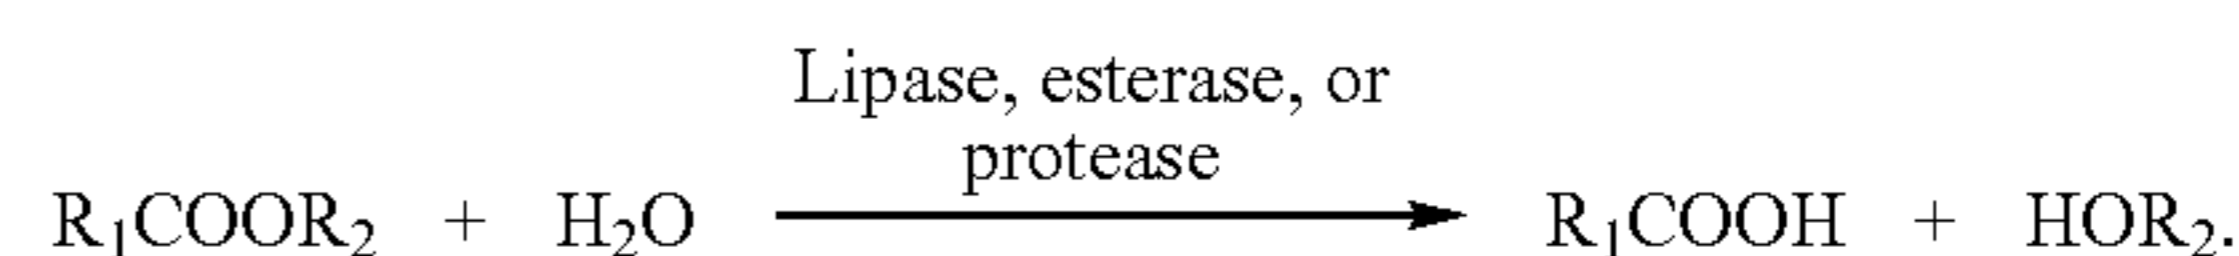 Lipase, esterase, or
protease
R₁COOR₂ + H₂O → R₁COOH + HOR₂.